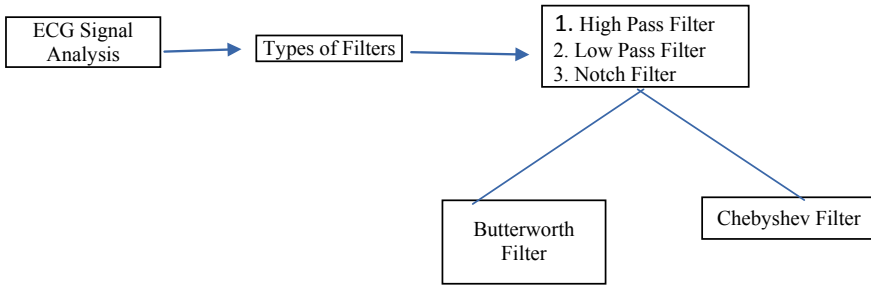 ECG Signal
Analysis
Types of Filters
1. High Pass Filter
2. Low Pass Filter
3. Notch Filter
Butterworth
Filter
Chebyshev Filter